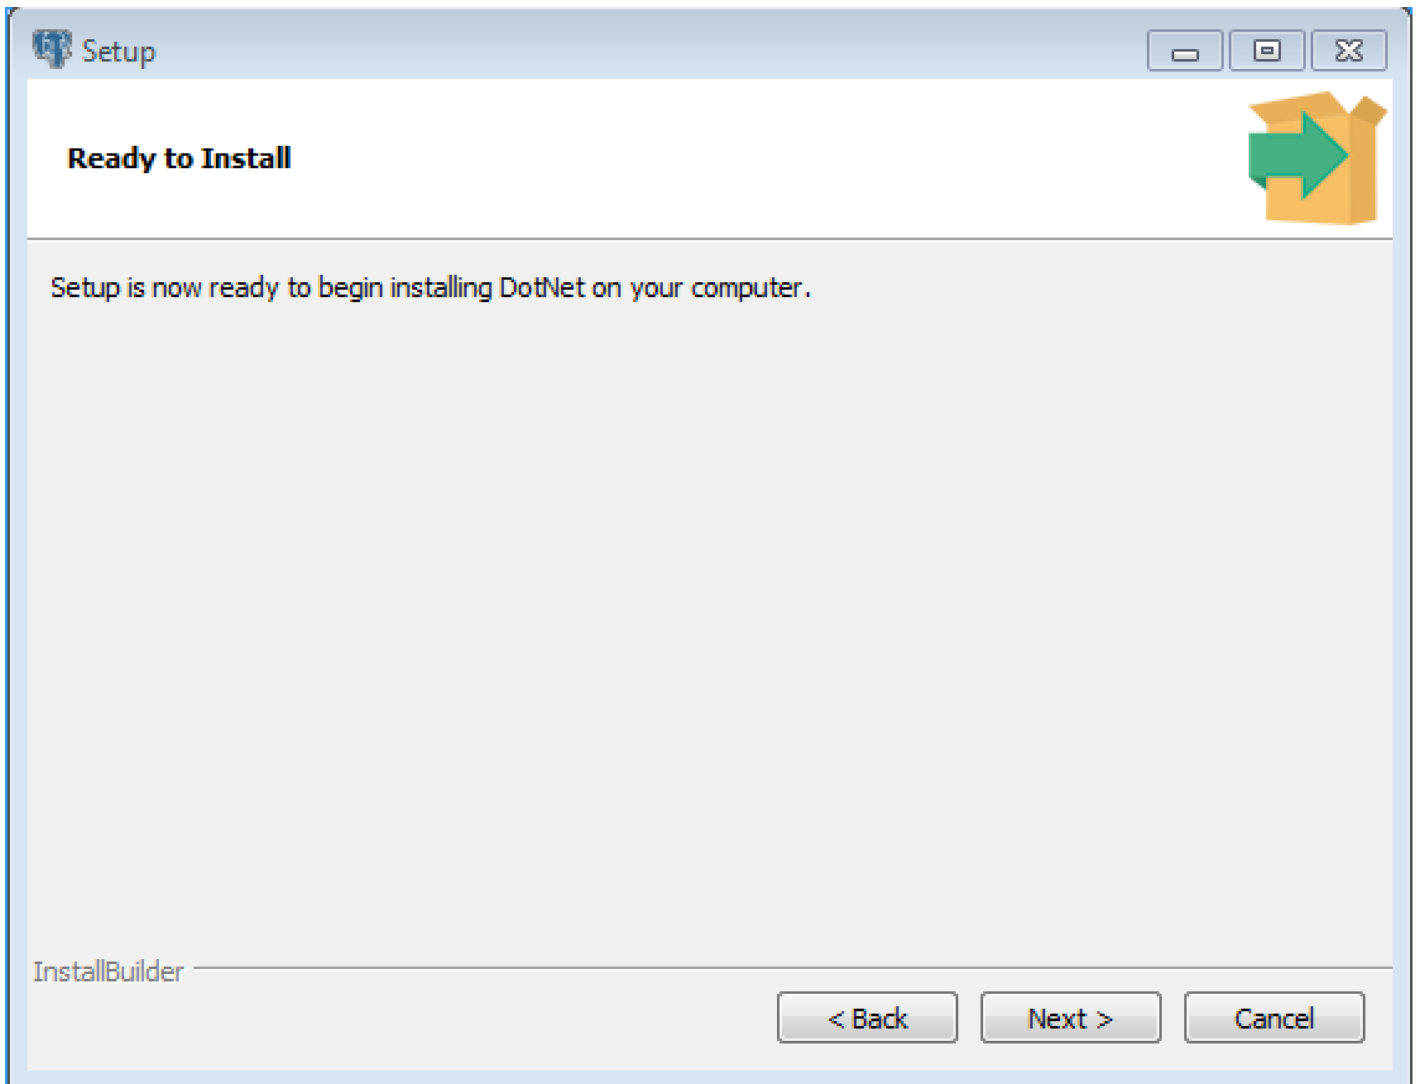 Setup
Ready to Install
Setup is now ready to begin installing DotNet on your computer.
InstallBuilder
< Back Next > Cancel